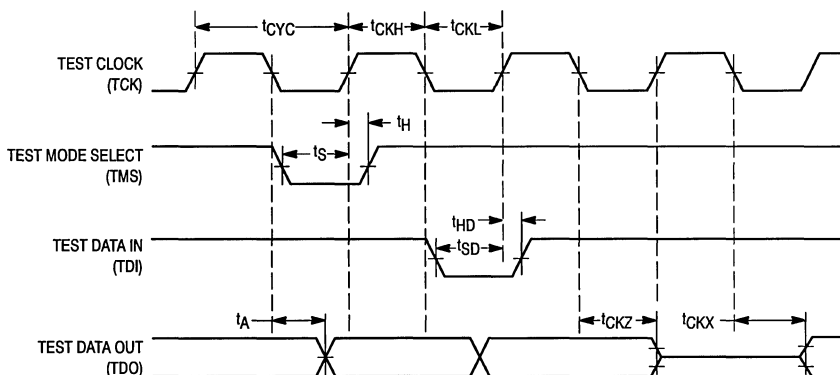 tCYC
tCKH
tCKL
TEST CLOCK
(TCK)
tH
TEST MODE SELECT
(TMS)
tS
tHD
TEST DATA IN
(TDI)
tSD
tA
tCKZ
tCKX
TEST DATA OUT
(TDO)